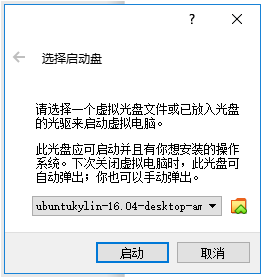 选择启动盘
请选择一个虚拟光盘文件或已放入光盘
的光驱来启动虚拟电脑。
此光盘应可启动并且有你想安装的操作
系统。下次关闭虚拟电脑时，此光盘可
自动弹出；你也可以手动弹出。
ubuntukylin-16.04-desktop-am
启动
取消